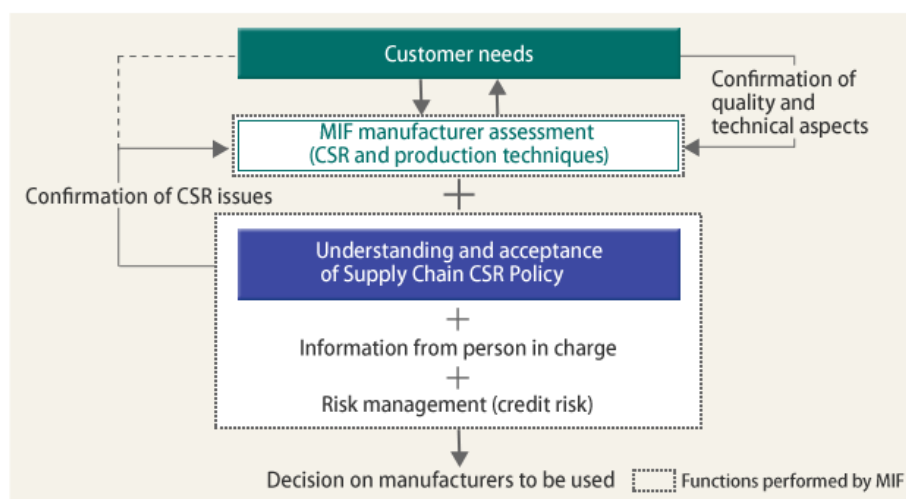 Customer needs
Confirmation of
quality and
technical aspects
MIF manufacturer assessment
(CSR and production techniques)
+
Confirmation of CSR issues
Understanding and acceptance
of Supply Chain CSR Policy
+
Information from person in charge
+
Risk management (credit risk)
Decision on manufacturers to be used
Functions performed by MIF